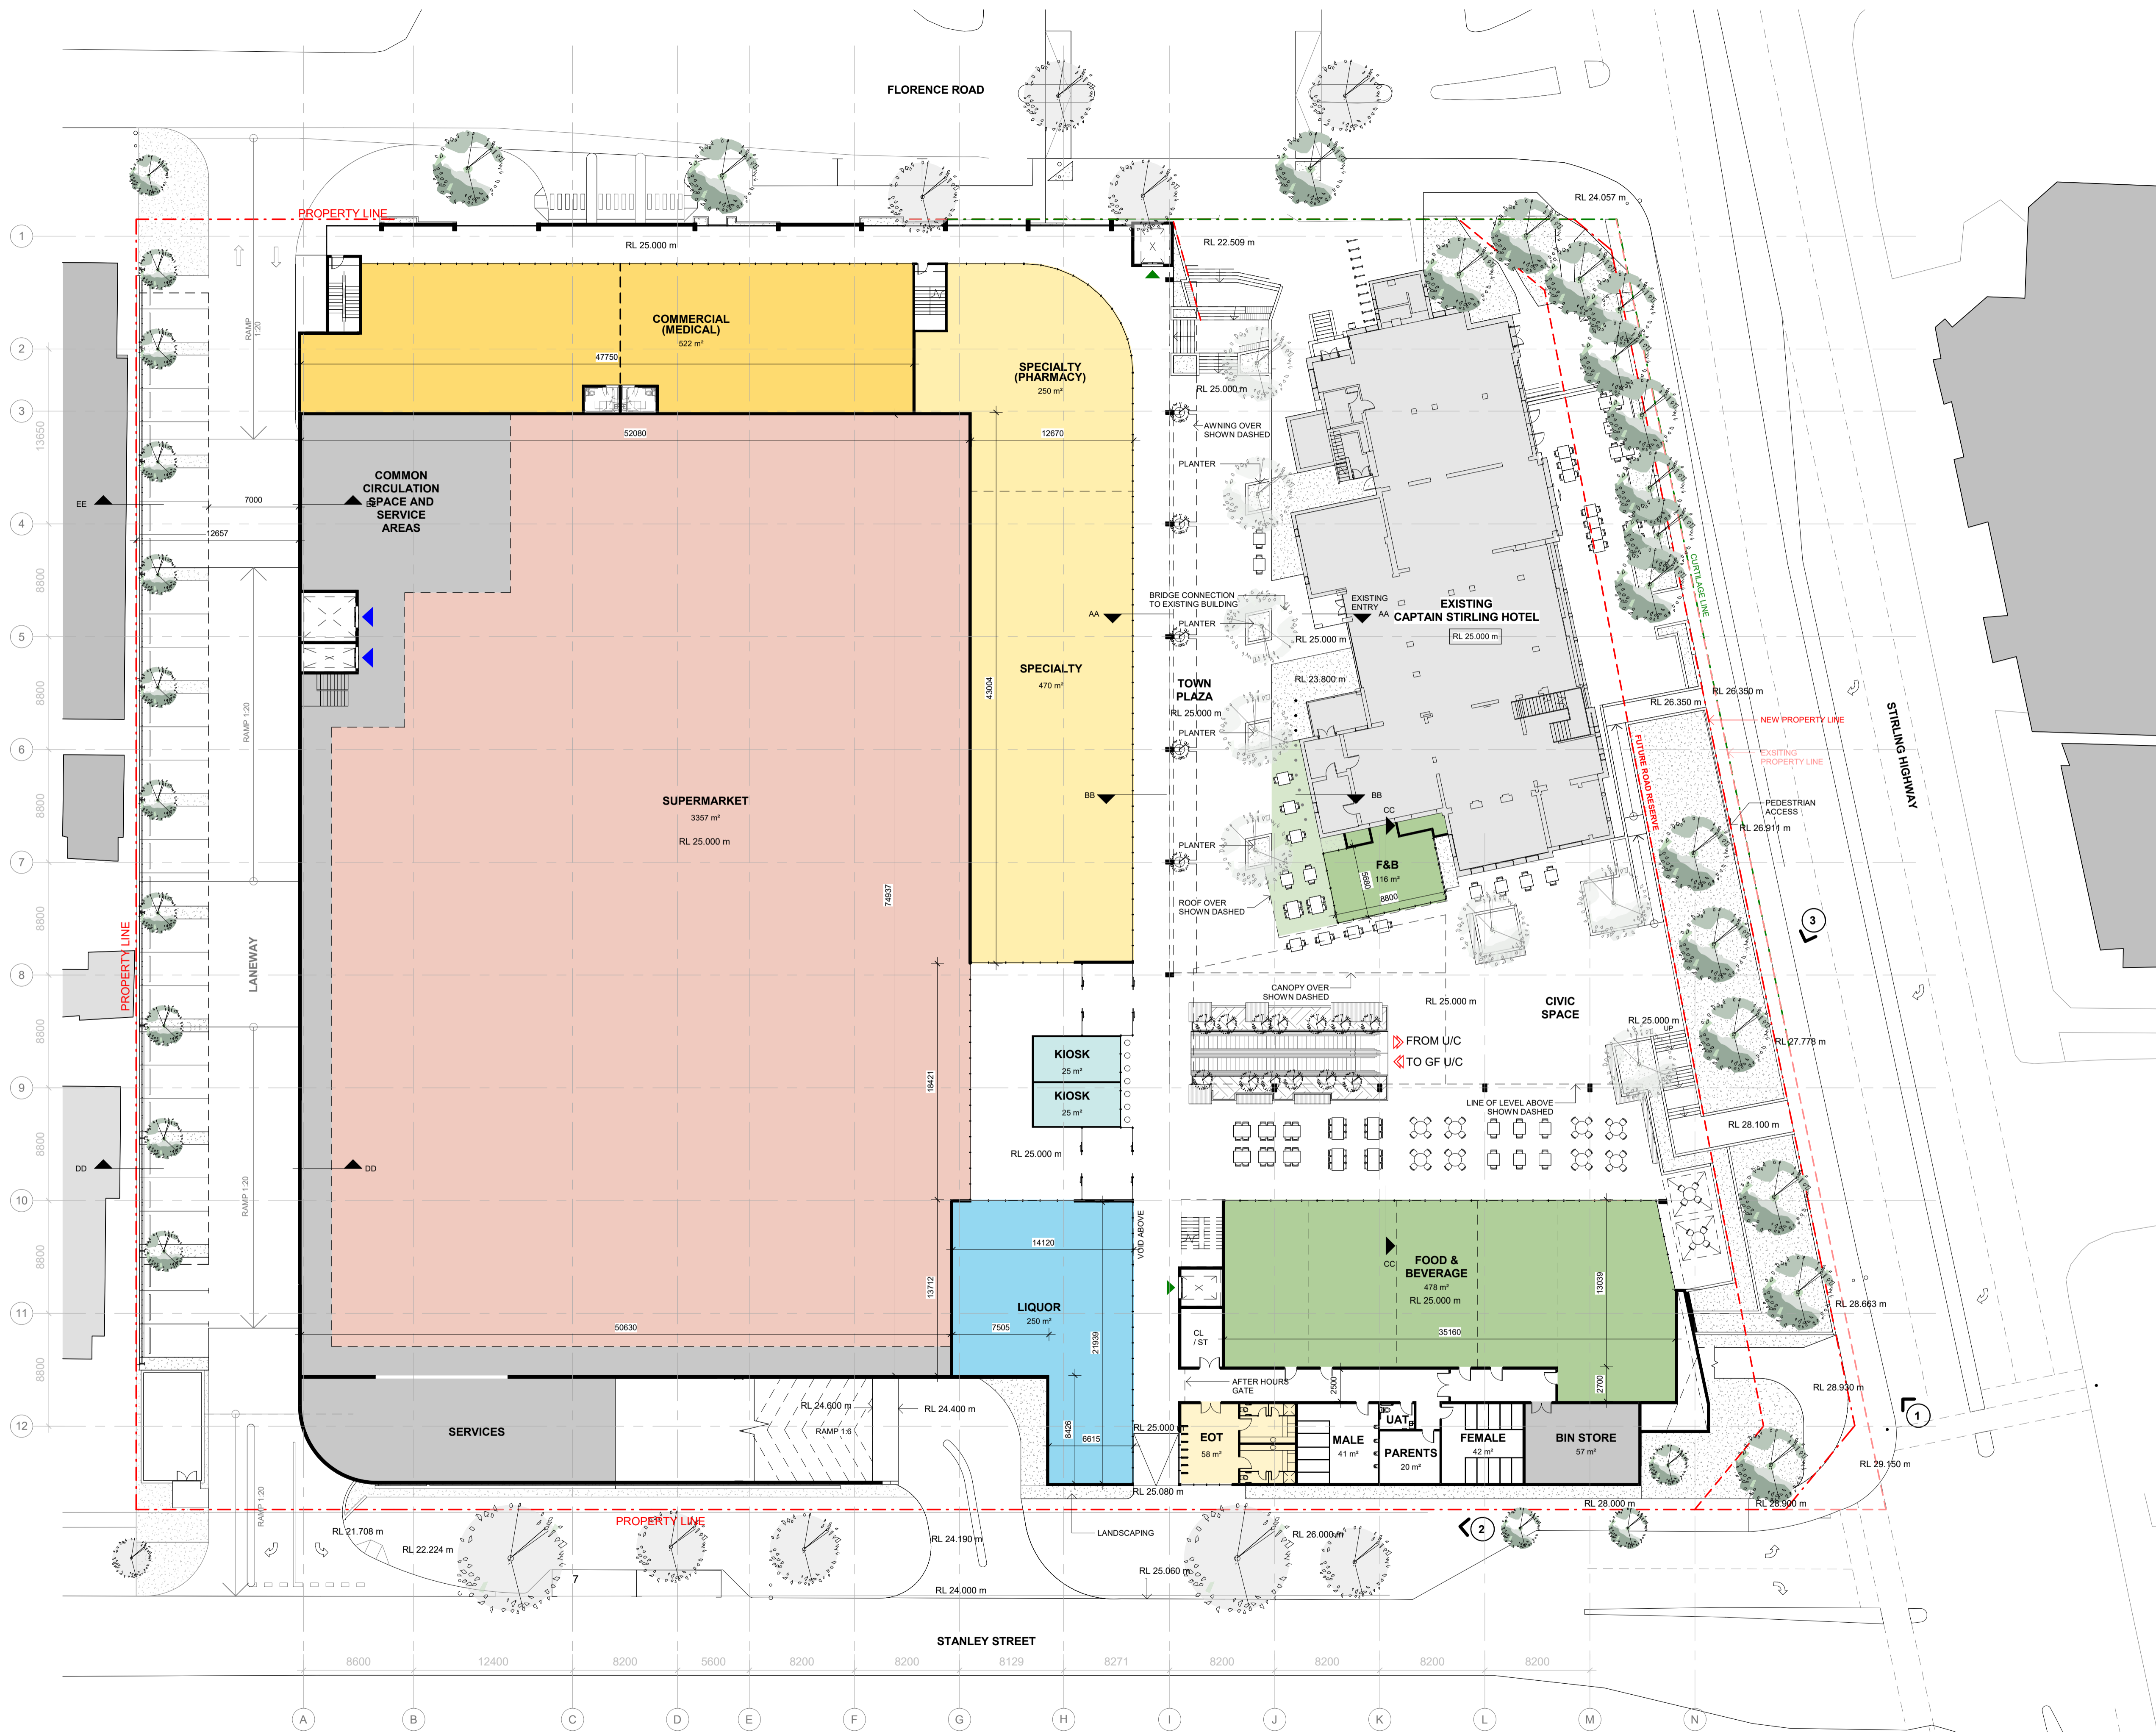 FLORENCE ROAD
RL 24.057 m
PROPERTY LINE
1
RL 25.000 m
RL 22.509 m
RAMP
1:20
COMMERCIAL
(MEDICAL)
522 m²
2
47750
SPECIALTY
(PHARMACY)
250 m²
RL 25.000 m
3
13650
52080
12670
AWNING OVER
SHOWN DASHED
PLANTER
COMMON
CIRCULATION
SPACE AND
SERVICE
AREAS
EE
EE
7000
4
12657
8800
CURTILAGE LINE
BRIDGE CONNECTION
TO EXISTING BUILDING
EXISTING
ENTRY
EXISTING
CAPTAIN STIRLING HOTEL
RL 25.000 m
AA
AA
PLANTER
5
RL 25.000 m
SPECIALTY
470 m²
43004
TOWN
PLAZA
RL 25.000 m
RL 23.800 m
8800
RAMP 1:20
RL 26.350 m
RL 26.350 m
NEW PROPERTY LINE
STIRLING HIGHWAY
PLANTER
6
EXSITING
PROPERTY LINE
FUTURE ROAD RESERVE
SUPERMARKET
3357 m²
RL 25.000 m
8800
BB
BB
CC
PEDESTRIAN
ACCESS
RL 26.911 m
PLANTER
7
F&B
116 m²
5680
8800
74937
ROOF OVER
SHOWN DASHED
8800
3
PROPERTY LINE
LANEWAY
8
CANOPY OVER
SHOWN DASHED
RL 25.000 m
CIVIC
SPACE
RL 25.000 m
UP
8800
RL 27.778 m
FROM U/C
TO GF U/C
KIOSK
25 m²
KIOSK
25 m²
9
18421
LINE OF LEVEL ABOVE
SHOWN DASHED
RL 28.100 m
8800
RL 25.000 m
DD
DD
10
RAMP 1:20
VOID ABOVE
14120
8800
FOOD &
BEVERAGE
478 m²
RL 25.000 m
CC
13039
13712
11
LIQUOR
250 m²
RL 28.663 m
50630
7505
21939
CL
/ ST
35160
8800
AFTER HOURS
GATE
2500
2700
RL 28.930 m
12
SERVICES
RL 24.600 m
RL 24.400 m
RAMP 1:6
8426
6615
RL 25.000 m
EOT
58 m²
MALE
41 m²
UAT
PARENTS
20 m²
FEMALE
42 m²
BIN STORE
57 m²
1
RL 29.150 m
RAMP 1:20
RL 25.080 m
RL 28.000 m
RL 28.900 m
PROPERTY LINE
RL 21.708 m
RL 22.224 m
RL 24.190 m
LANDSCAPING
RL 26.000 m
2
7
RL 25.060 m
RL 24.000 m
STANLEY STREET
8600
12400
8200
5600
8200
8200
8129
8271
8200
8200
8200
8200
A
B
C
D
E
F
G
H
I
J
K
L
M
N